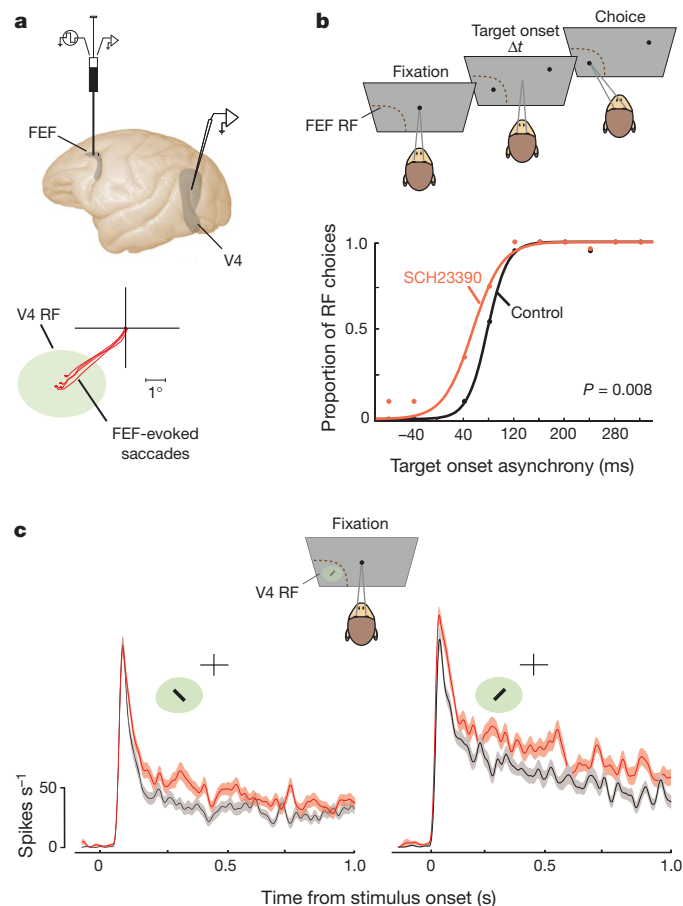 a
FEF
V4
V4 RF
1°
FEF-evoked
saccades
b
Fixation
Target onset
Δt
Choice
FEF RF
Proportion of RF choices
1.0
0.5
0
SCH23390
Control
P = 0.008
−40 40 120 200 280
Target onset asynchrony (ms)
c
Fixation
V4 RF
Spikes s⁻¹
50
0
0 0.5 1.0
0 0.5 1.0
Time from stimulus onset (s)